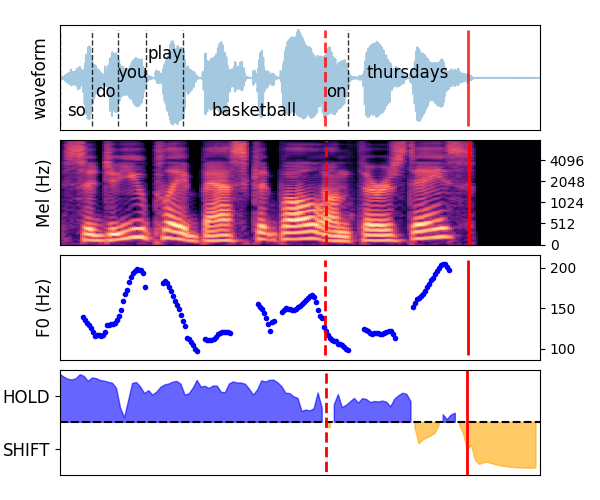 waveform
so
do
you
play
basketball
on
thursdays
Mel (Hz)
4096
2048
1024
512
0
F0 (Hz)
200
150
100
HOLD
SHIFT